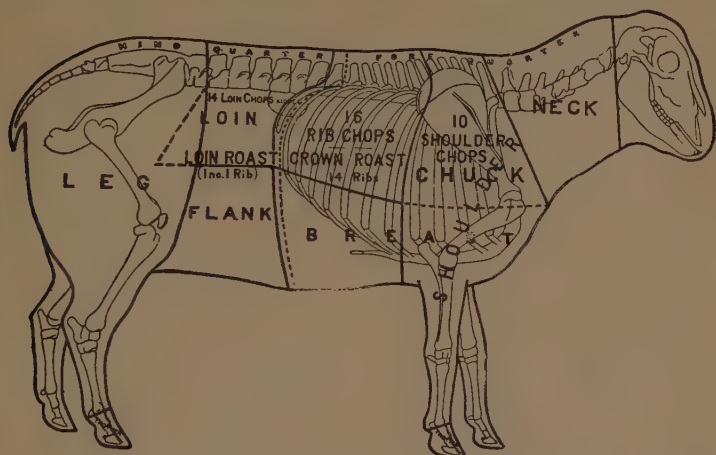 HIND QUARTER
FORE QUARTER
14 LOIN CHOPS
LOIN
LOIN ROAST
(Inc. 1 Rib)
16
RIB CHOPS
CROWN ROAST
14 Ribs
10
SHOULDER
CHOPS
CHUCK
NECK
LEG
FLANK
BREAST
SHOULDER